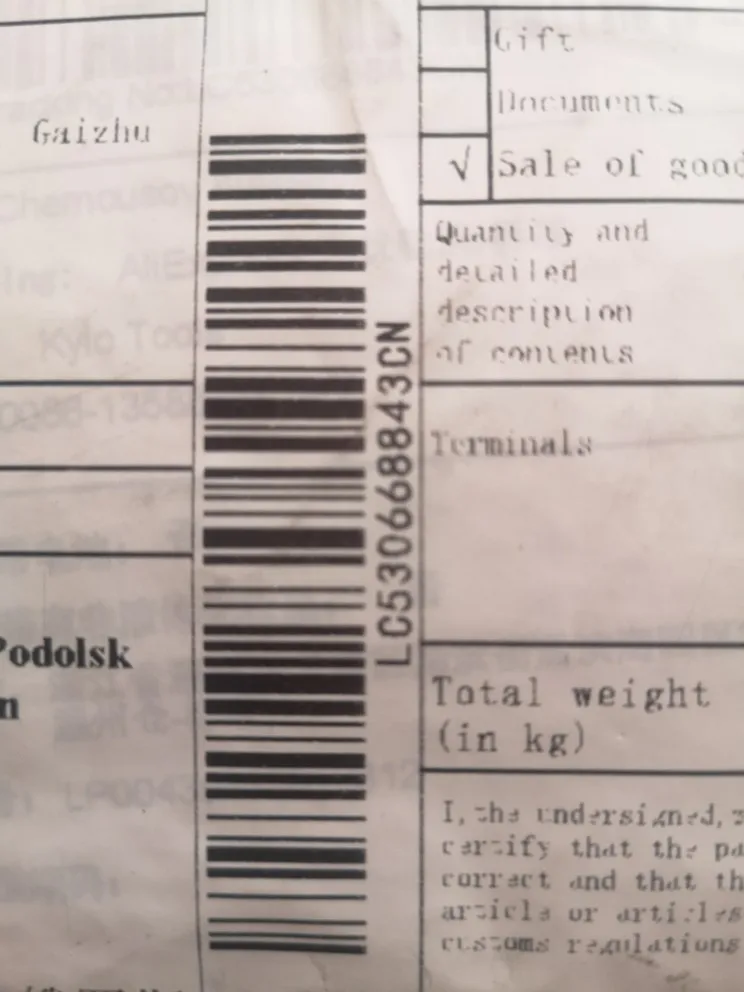 Gaizhu
Podolsk
n
LC530668843CN
Gift
Documents
√ Sale of good
Quantity and
detailed
description
of contents
Terminals
Total weight
(in kg)
I, the undersigned,
certify that the pa
correct and that th
article or articles
customs regulations